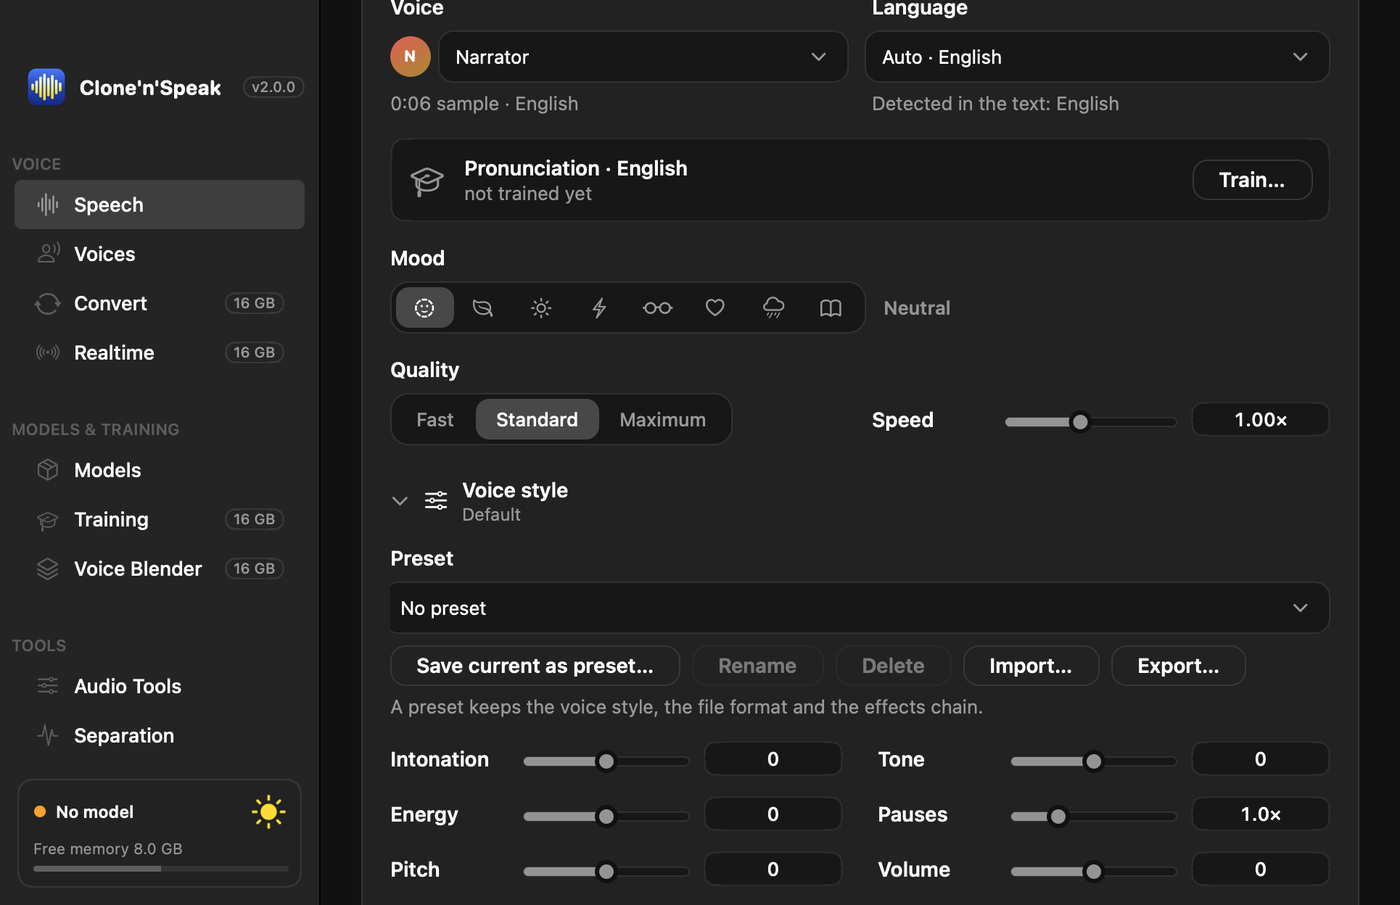 Clone'n'Speak
v2.0.0
VOICE
Speech
Voices
Convert
16 GB
Realtime
16 GB
MODELS & TRAINING
Models
Training
16 GB
Voice Blender
16 GB
TOOLS
Audio Tools
Separation
No model
Free memory 8.0 GB
Voice
N
Narrator
0:06 sample · English
Language
Auto · English
Detected in the text: English
Pronunciation · English
not trained yet
Train...
Mood
Neutral
Quality
Fast
Standard
Maximum
Speed
1.00×
Voice style
Default
Preset
No preset
Save current as preset...
Rename
Delete
Import...
Export...
A preset keeps the voice style, the file format and the effects chain.
Intonation
0
Tone
0
Energy
0
Pauses
1.0×
Pitch
0
Volume
0